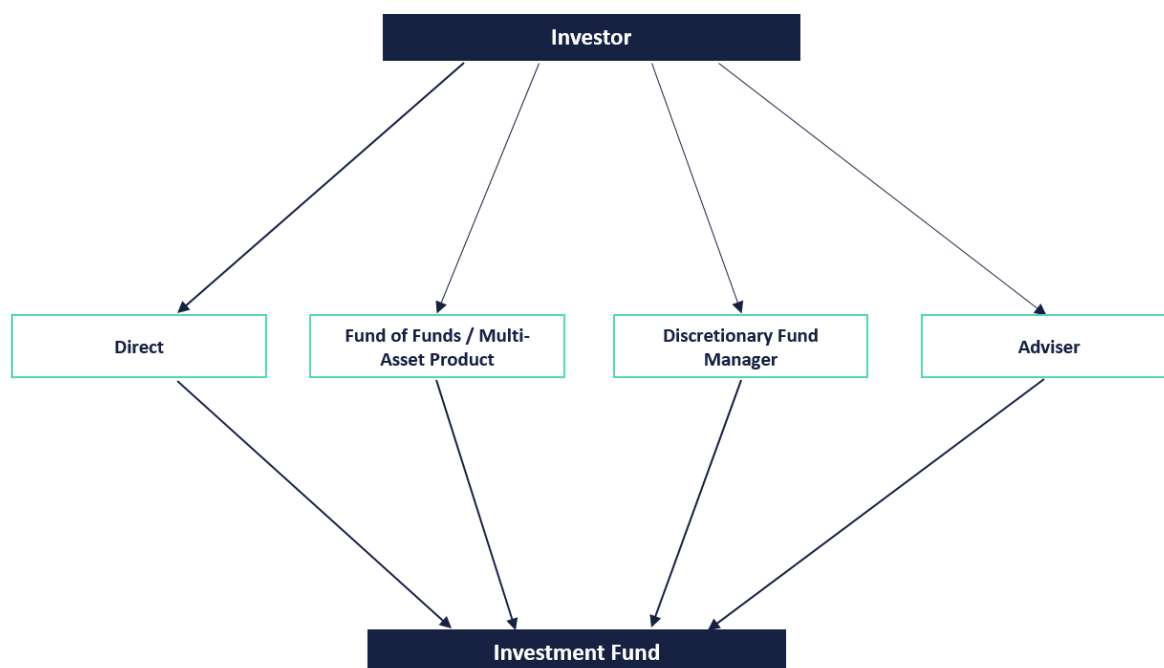 Investor
Direct
Fund of Funds / Multi-
Asset Product
Discretionary Fund
Manager
Adviser
Investment Fund